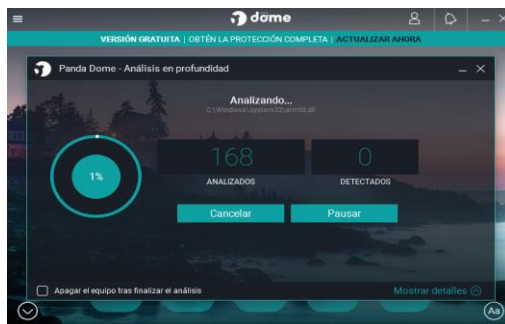 dome
VERSIÓN GRATUITA | OBTÉN LA PROTECCIÓN COMPLETA | ACTUALIZAR AHORA
Panda Dome - Análisis en profundidad
Analizando...
168
0
1%
ANALIZADOS
DETECTADOS
Cancelar
Pausar
Apagar el equipo tras finalizar el análisis
Mostrar detalles
Aa